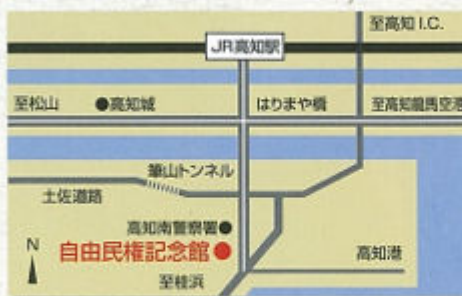 至高知 I.C.
JR高知駅
至松山
●高知城
はりまや橋
至高知龍馬空港
筆山トンネル
土佐道路
高知南警察署●
N
自由民権記念館●
高知港
至桂浜